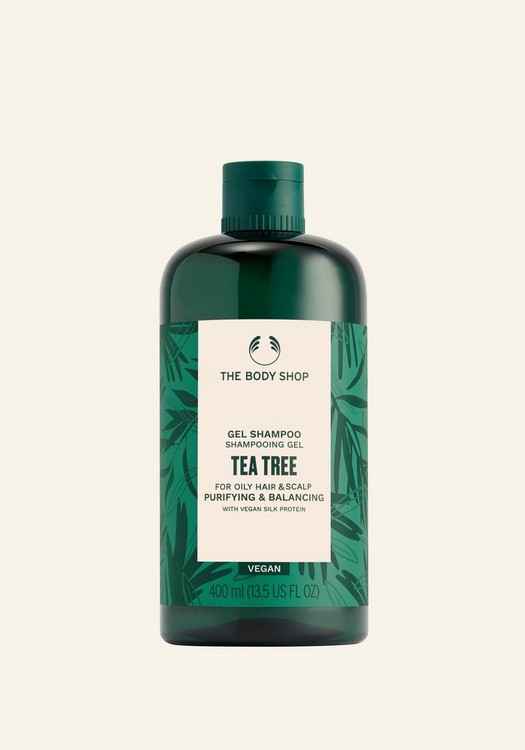 THE BODY SHOP
GEL SHAMPOO
SHAMPOOING GEL
TEA TREE
FOR OILY HAIR & SCALP
PURIFYING & BALANCING
WITH VEGAN SILK PROTEIN
VEGAN
400 ml (13.5 US FL OZ)